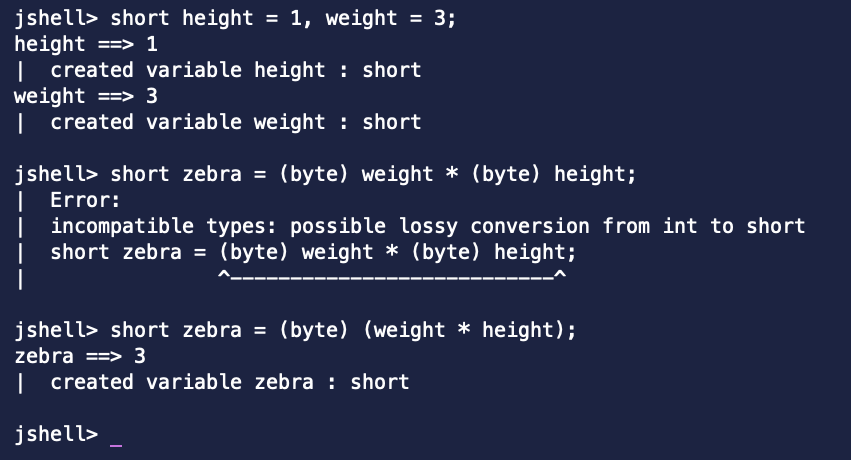 jshell> short height = 1, weight = 3;
height ==> 1
|  created variable height : short
weight ==> 3
|  created variable weight : short

jshell> short zebra = (byte) weight * (byte) height;
|  Error:
|  incompatible types: possible lossy conversion from int to short
|  short zebra = (byte) weight * (byte) height;
|                ^---------------------------^

jshell> short zebra = (byte) (weight * height);
zebra ==> 3
|  created variable zebra : short

jshell> _